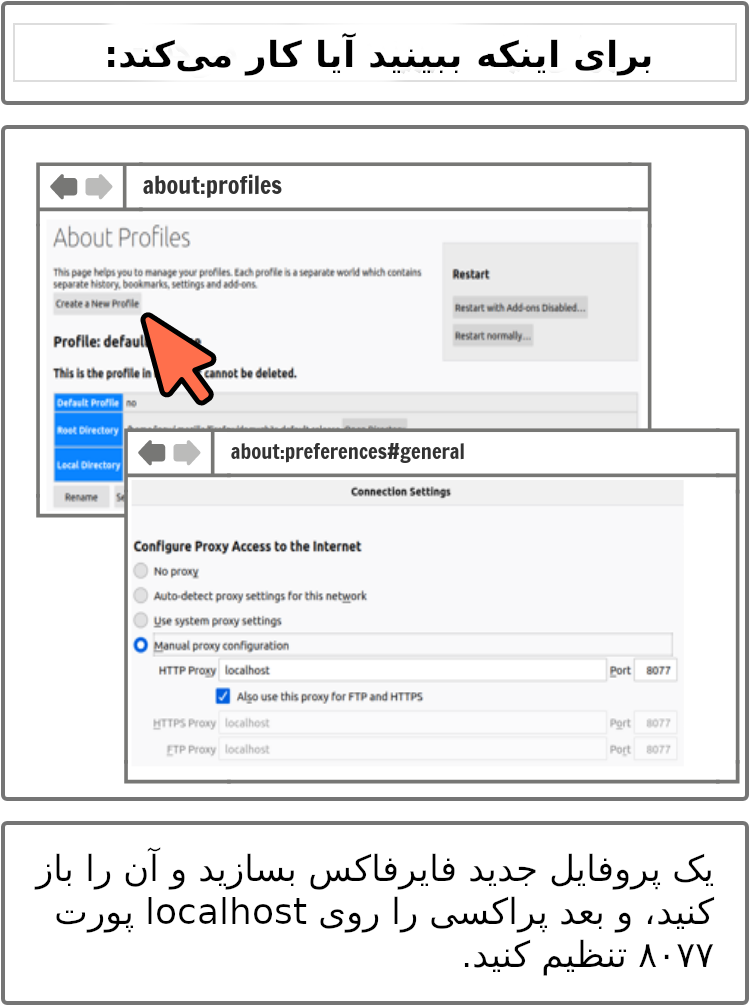 برای اینکه ببینید آیا کار می‌کند:
about:profiles
About Profiles
This page helps you to manage your profiles. Each profile is a separate world which contains
separate history, bookmarks, settings and add-ons.
Create a New Profile
Restart
Restart with Add-ons Disabled...
Restart normally...
Profile:
This is the profile in cannot be deleted.
Default Profile no
Root Directory
Local Directory
Rename
about:preferences#general
Connection Settings
Configure Proxy Access to the Internet
No proxy
Auto-detect proxy settings for this network
Use system proxy settings
Manual proxy configuration
HTTP Proxy localhost Port 8077
Also use this proxy for FTP and HTTPS
HTTPS Proxy localhost Port 8077
FTP Proxy localhost Port 8077
یک پروفایل جدید فایرفاکس بسازید و آن را باز
کنید، و بعد پراکسی را روی localhost پورت
۸۰۷۷ تنظیم کنید.